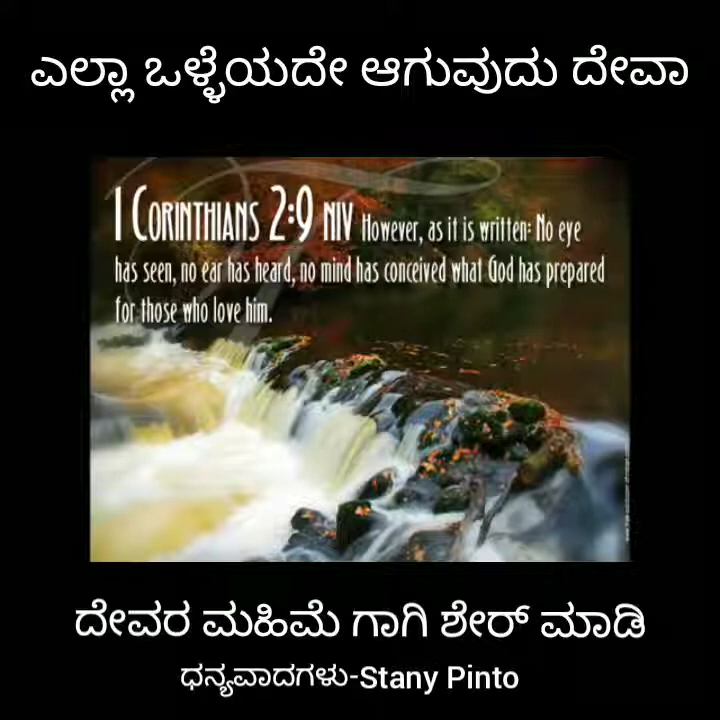 ಎಲ್ಲಾ ಒಳ್ಳೆಯದೇ ಆಗುವುದು ದೇವಾ
1 CORINTHIANS 2:9 NIV However, as it is written: No eye
has seen, no ear has heard, no mind has conceived what God has prepared
for those who love him.
ದೇವರ ಮಹಿಮೆ ಗಾಗಿ ಶೇರ್ ಮಾಡಿ
ಧನ್ಯವಾದಗಳು-Stany Pinto